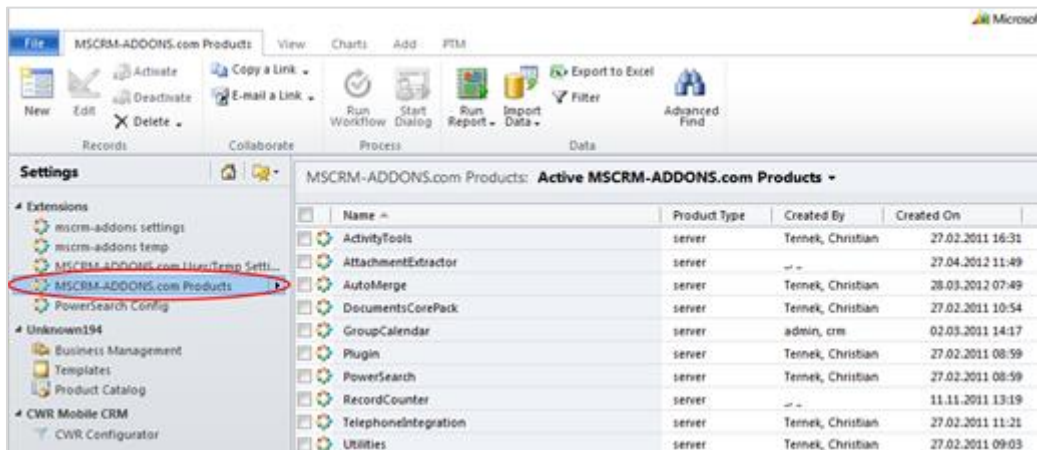 Microsof
File MSCRM-ADDONS.com Products View Charts Add PTM
New Edit Activate Deactivate Delete
Copy a Link
E-mail a Link
Run Workflow Start Dialog
Run Report Import Data
Export to Excel
Filter
Advanced Find
Records Collaborate Process Data
Settings
MSCRM-ADDONS.com Products: Active MSCRM-ADDONS.com Products
Extensions
mscrm-addons settings
mscrm-addons temp
MSCRM-ADDONS.com User/Temp Setti...
MSCRM-ADDONS.com Products
PowerSearch Config
Unknown194
Business Management
Templates
Product Catalog
CWR Mobile CRM
CWR Configurator
Name Product Type Created By Created On
ActivityTools server Ternek, Christian 27.02.2011 16:31
AttachmentExtractor server _, _ 27.04.2012 11:49
AutoMerge server Ternek, Christian 28.03.2012 07:49
DocumentsCorePack server Ternek, Christian 27.02.2011 10:54
GroupCalendar server admin, crm 02.03.2011 14:17
Plugin server Ternek, Christian 27.02.2011 08:59
PowerSearch server Ternek, Christian 27.02.2011 08:59
RecordCounter server _, _ 11.11.2011 13:19
TelephoneIntegration server Ternek, Christian 27.02.2011 11:21
Utilities server Ternek, Christian 27.02.2011 09:03